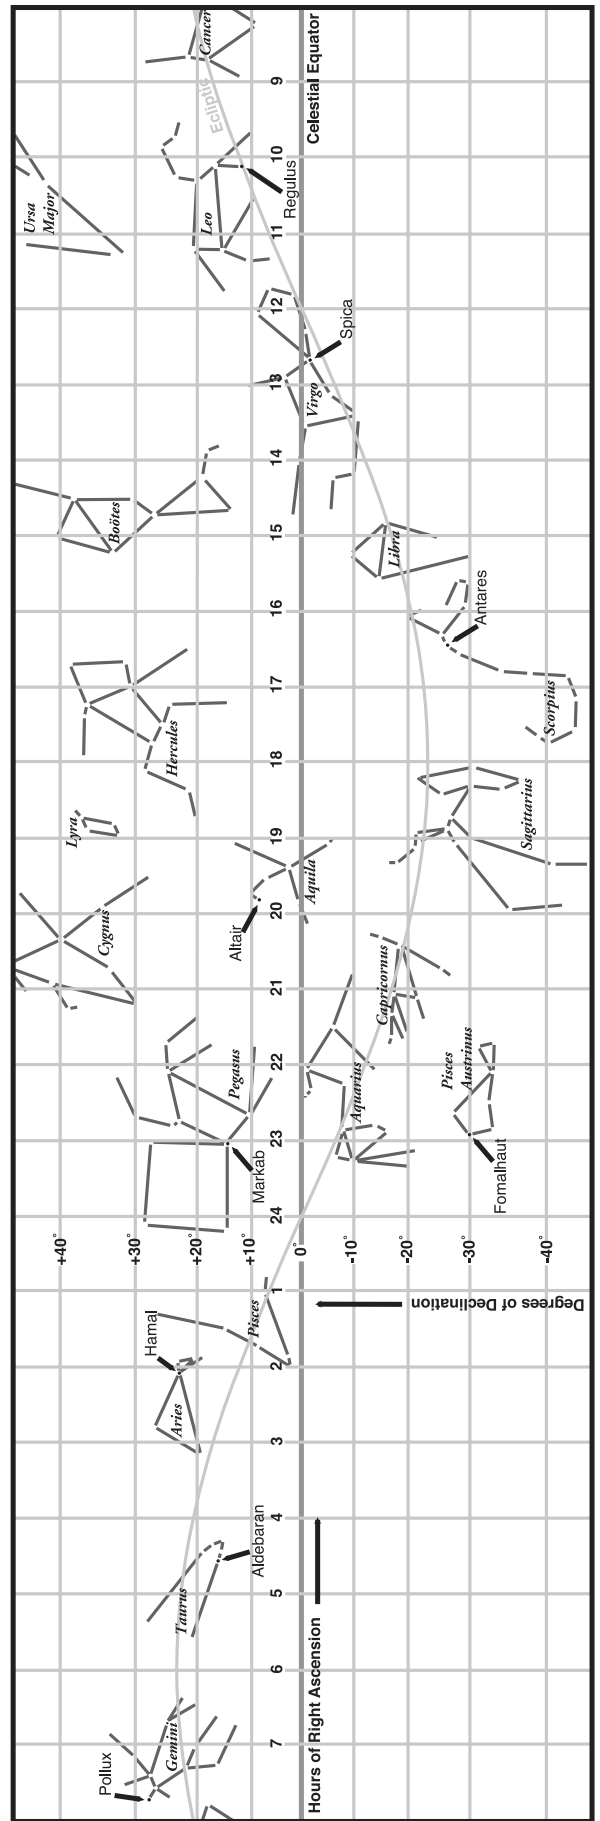 Cancer
9
Ecliptic
Celestial Equator
10
Regulus
Ursa
Major
Leo
11
12
Spica
13
Virgo
14
Boötes
15
Libra
16
Antares
17
Hercules
Scorpius
18
Lyra
19
Sagittarius
Aquila
20
Altair
Cygnus
21
Capricornus
22
Pegasus
Aquarius
Pisces
Austrinus
23
Markab
Fomalhaut
24
+40°
+30°
+20°
+10°
0°
-10°
-20°
-30°
-40°
1
Degrees of Declination
Pisces
Hamal
2
Aries
3
4
Aldebaran
5
Taurus
6
Hours of Right Ascension
7
Gemini
Pollux